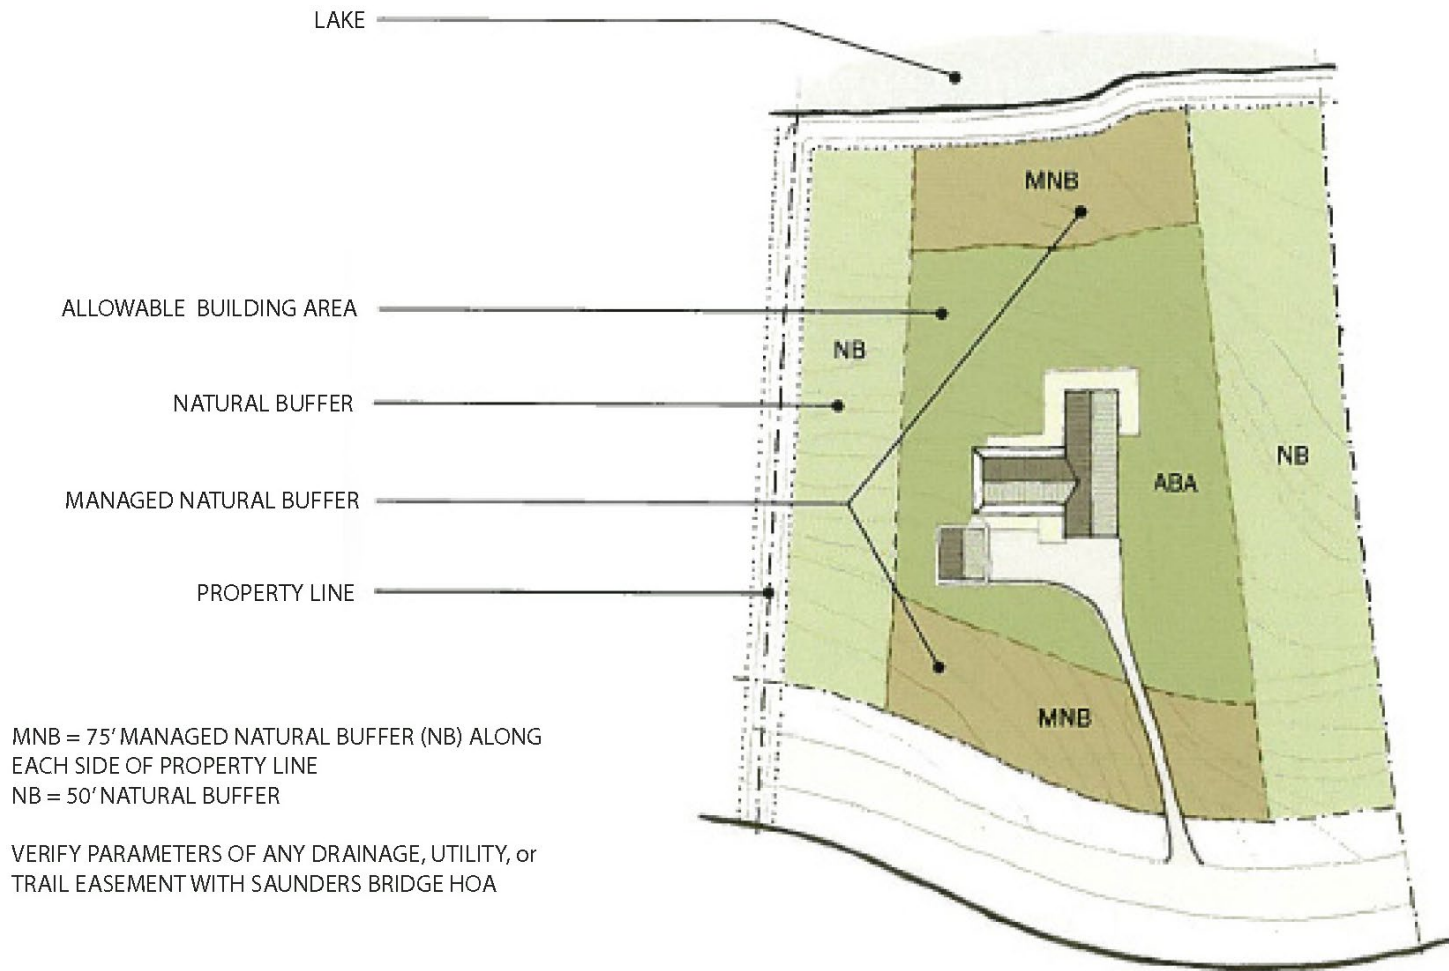 LAKE
MNB
ALLOWABLE BUILDING AREA
NB
NATURAL BUFFER
NB
ABA
MANAGED NATURAL BUFFER
PROPERTY LINE
MNB
MNB = 75' MANAGED NATURAL BUFFER (NB) ALONG
EACH SIDE OF PROPERTY LINE
NB = 50' NATURAL BUFFER
VERIFY PARAMETERS OF ANY DRAINAGE, UTILITY, or
TRAIL EASEMENT WITH SAUNDERS BRIDGE HOA